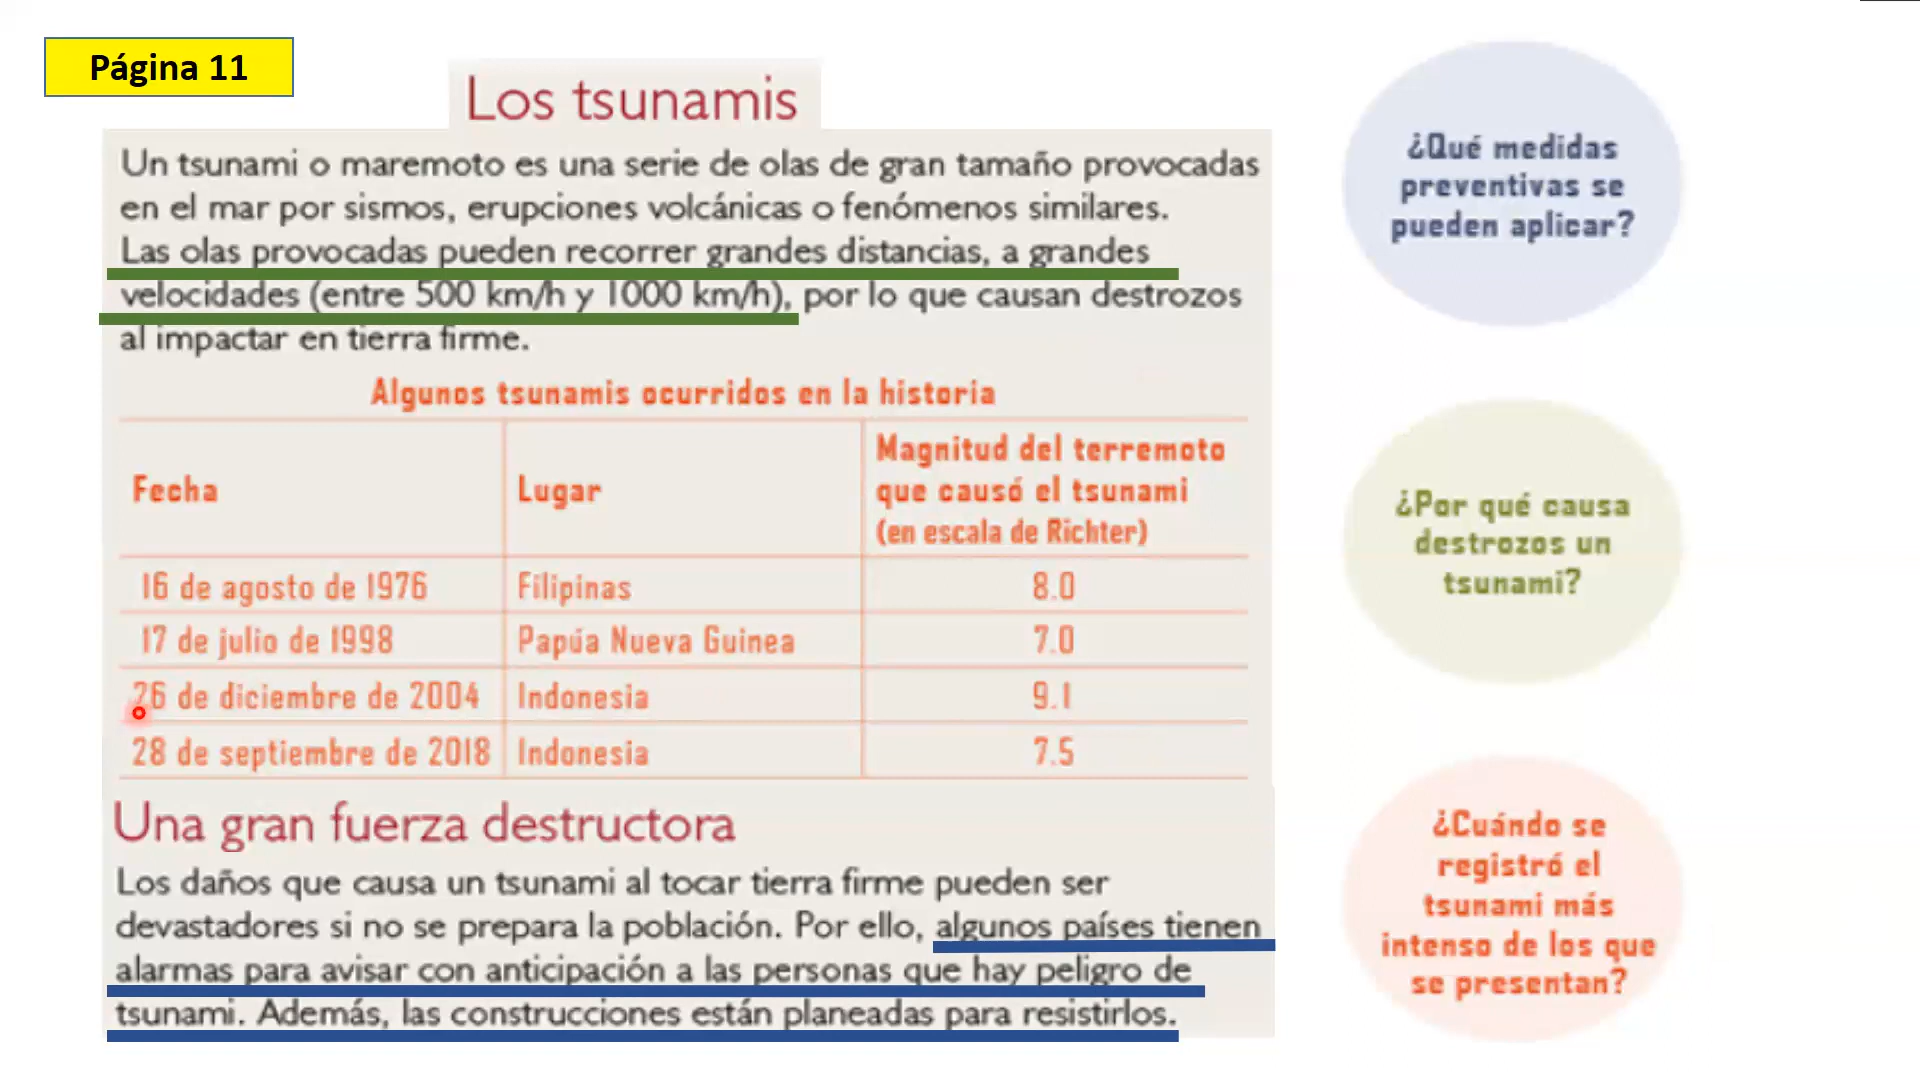 Página 11
Los tsunamis
Un tsunami o maremoto es una serie de olas de gran tamaño provocadas
en el mar por sismos, erupciones volcánicas o fenómenos similares.
Las olas provocadas pueden recorrer grandes distancias, a grandes
velocidades (entre 500 km/h y 1000 km/h), por lo que causan destrozos
al impactar en tierra firme.
Algunos tsunamis ocurridos en la historia
Fecha
Lugar
Magnitud del terremoto
que causó el tsunami
(en escala de Richter)
16 de agosto de 1976 Filipinas 8.0
17 de julio de 1998 Papúa Nueva Guinea 7.0
26 de diciembre de 2004 Indonesia 9.1
28 de septiembre de 2018 Indonesia 7.5
Una gran fuerza destructora
Los daños que causa un tsunami al tocar tierra firme pueden ser
devastadores si no se prepara la población. Por ello, algunos países tienen
alarmas para avisar con anticipación a las personas que hay peligro de
tsunami. Además, las construcciones están planeadas para resistirlos.
¿Qué medidas
preventivas se
pueden aplicar?
¿Por qué causa
destrozos un
tsunami?
¿Cuándo se
registró el
tsunami más
intenso de los que
se presentan?